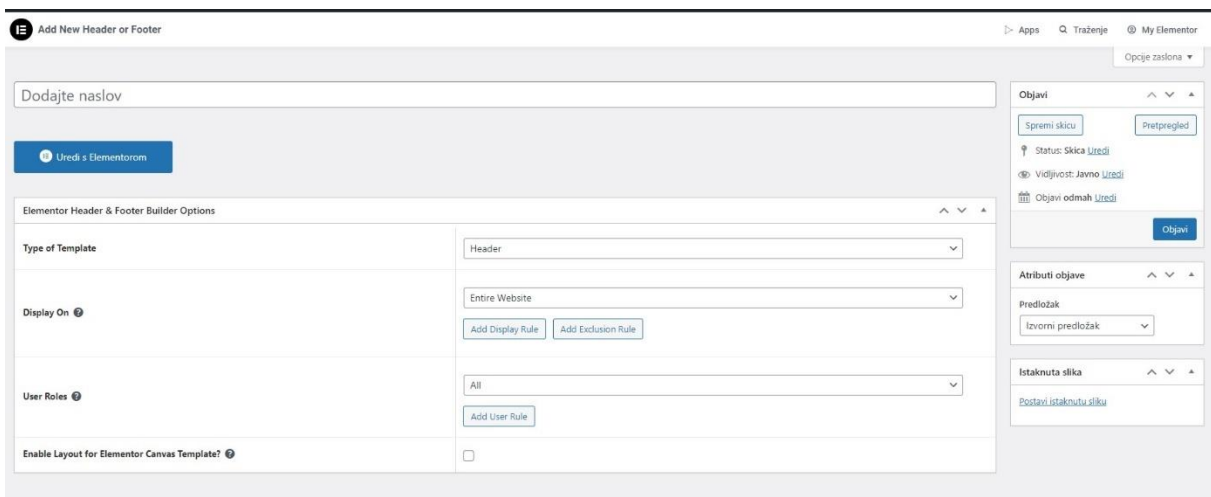 Add New Header or Footer
Apps Traženje My Elementor
Opcije zaslona
Dodajte naslov
Uredi s Elementorom
Elementor Header & Footer Builder Options
Type of Template
Header
Display On
Entire Website
Add Display Rule Add Exclusion Rule
User Roles
All
Add User Rule
Enable Layout for Elementor Canvas Template?
Objavi
Spremi skicu Pretpregled
Status: Skica Uredi
Vidljivost: Javno Uredi
Objavi odmah Uredi
Objavi
Atributi objave
Predložak
Izvorni predložak
Istaknuta slika
Postavi istaknutu sliku